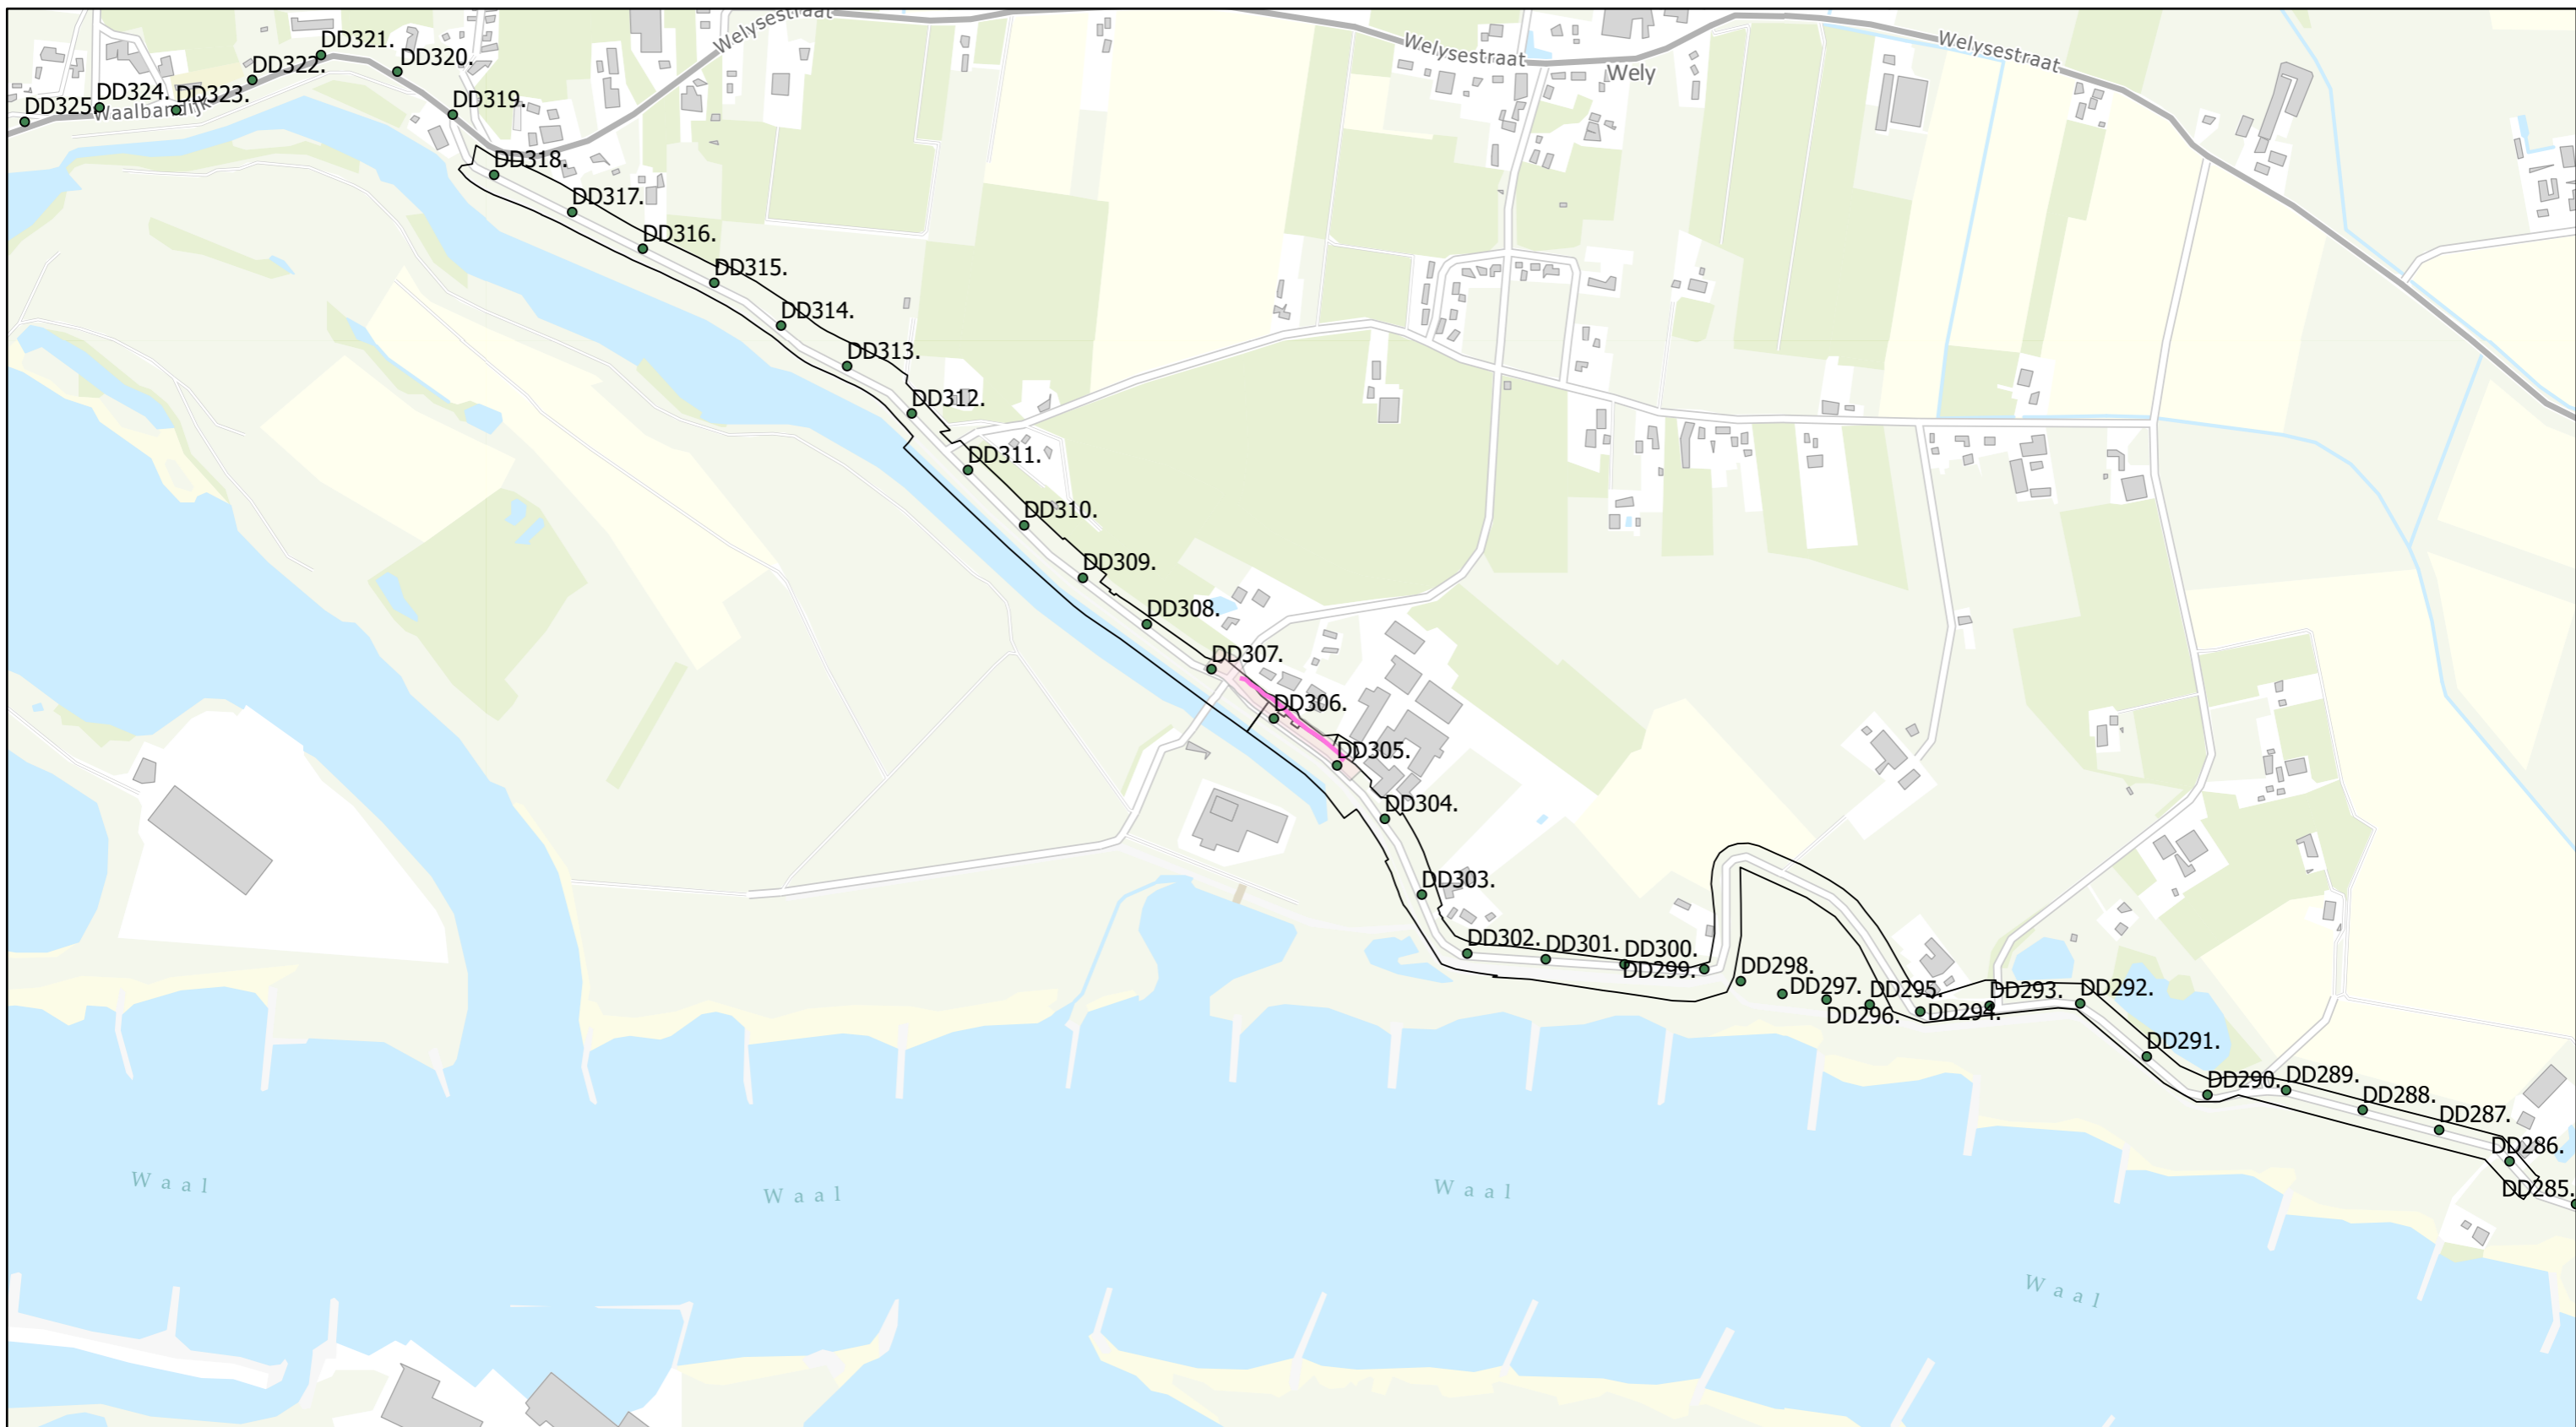 Welysestraat
Welysestraat
Welysestraat
Wely
DD321.
DD320.
DD322.
DD319.
DD325.
DD324.
DD323.
Waalbandijk
DD318.
DD317.
DD316.
DD315.
DD314.
DD313.
DD312.
DD311.
DD310.
DD309.
DD308.
DD307.
DD306.
DD305.
DD304.
DD303.
DD302.
DD301.
DD300.
DD299.
DD298.
DD297.
DD296.
DD295.
DD294.
DD293.
DD292.
DD291.
DD290.
DD289.
DD288.
DD287.
DD286.
DD285.
Waal
Waal
Waal
Waal